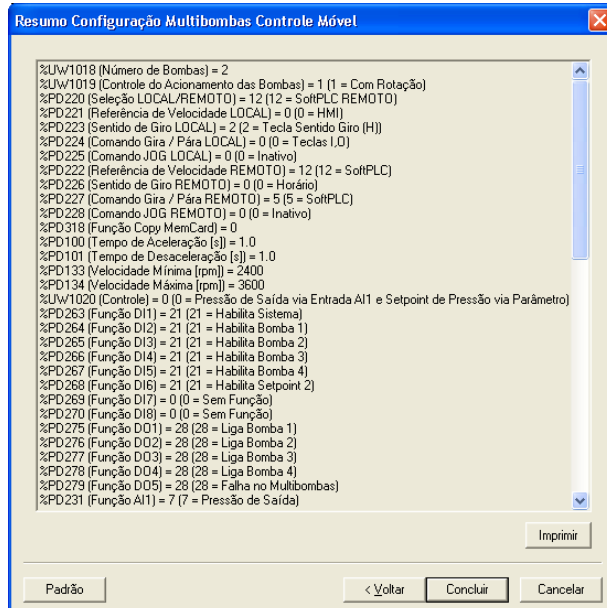 Resumo Configuração Multibombas Controle Móvel
%UW1018 (Número de Bombas) = 2
%UW1019 (Controle do Acionamento das Bombas) = 1 (1 = Com Rotação)
%PD220 (Seleção LOCAL/REMOTO) = 12 (12 = SoftPLC REMOTO)
%PD221 (Referência de Velocidade LOCAL) = 0 (0 = HMI)
%PD223 (Sentido de Giro LOCAL) = 2 (2 = Tecla Sentido Giro (H))
%PD224 (Comando Gira / Pára LOCAL) = 0 (0 = Teclas I,O)
%PD225 (Comando JOG LOCAL) = 0 (0 = Inativo)
%PD222 (Referência de Velocidade REMOTO) = 12 (12 = SoftPLC)
%PD226 (Sentido de Giro REMOTO) = 0 (0 = Horário)
%PD227 (Comando Gira / Pára REMOTO) = 5 (5 = SoftPLC)
%PD228 (Comando JOG REMOTO) = 0 (0 = Inativo)
%PD318 (Função Copy MemCard) = 0
%PD100 (Tempo de Aceleração [s]) = 1.0
%PD101 (Tempo de Desaceleração [s]) = 1.0
%PD133 (Velocidade Mínima [rpm]) = 2400
%PD134 (Velocidade Máxima [rpm]) = 3600
%UW1020 (Controle) = 0 (0 = Pressão de Saída via Entrada AI1 e Setpoint de Pressão via Parâmetro)
%PD263 (Função DI1) = 21 (21 = Habilita Sistema)
%PD264 (Função DI2) = 21 (21 = Habilita Bomba 1)
%PD265 (Função DI3) = 21 (21 = Habilita Bomba 2)
%PD266 (Função DI4) = 21 (21 = Habilita Bomba 3)
%PD267 (Função DI5) = 21 (21 = Habilita Bomba 4)
%PD268 (Função DI6) = 21 (21 = Habilita Setpoint 2)
%PD269 (Função DI7) = 0 (0 = Sem Função)
%PD270 (Função DI8) = 0 (0 = Sem Função)
%PD275 (Função DO1) = 28 (28 = Liga Bomba 1)
%PD276 (Função DO2) = 28 (28 = Liga Bomba 2)
%PD277 (Função DO3) = 28 (28 = Liga Bomba 3)
%PD278 (Função DO4) = 28 (28 = Liga Bomba 4)
%PD279 (Função DO5) = 28 (28 = Falha no Multibombas)
%PD231 (Função AI1) = 7 (7 = Pressão de Saída)
Imprimir
Padrão
< Voltar
Concluir
Cancelar